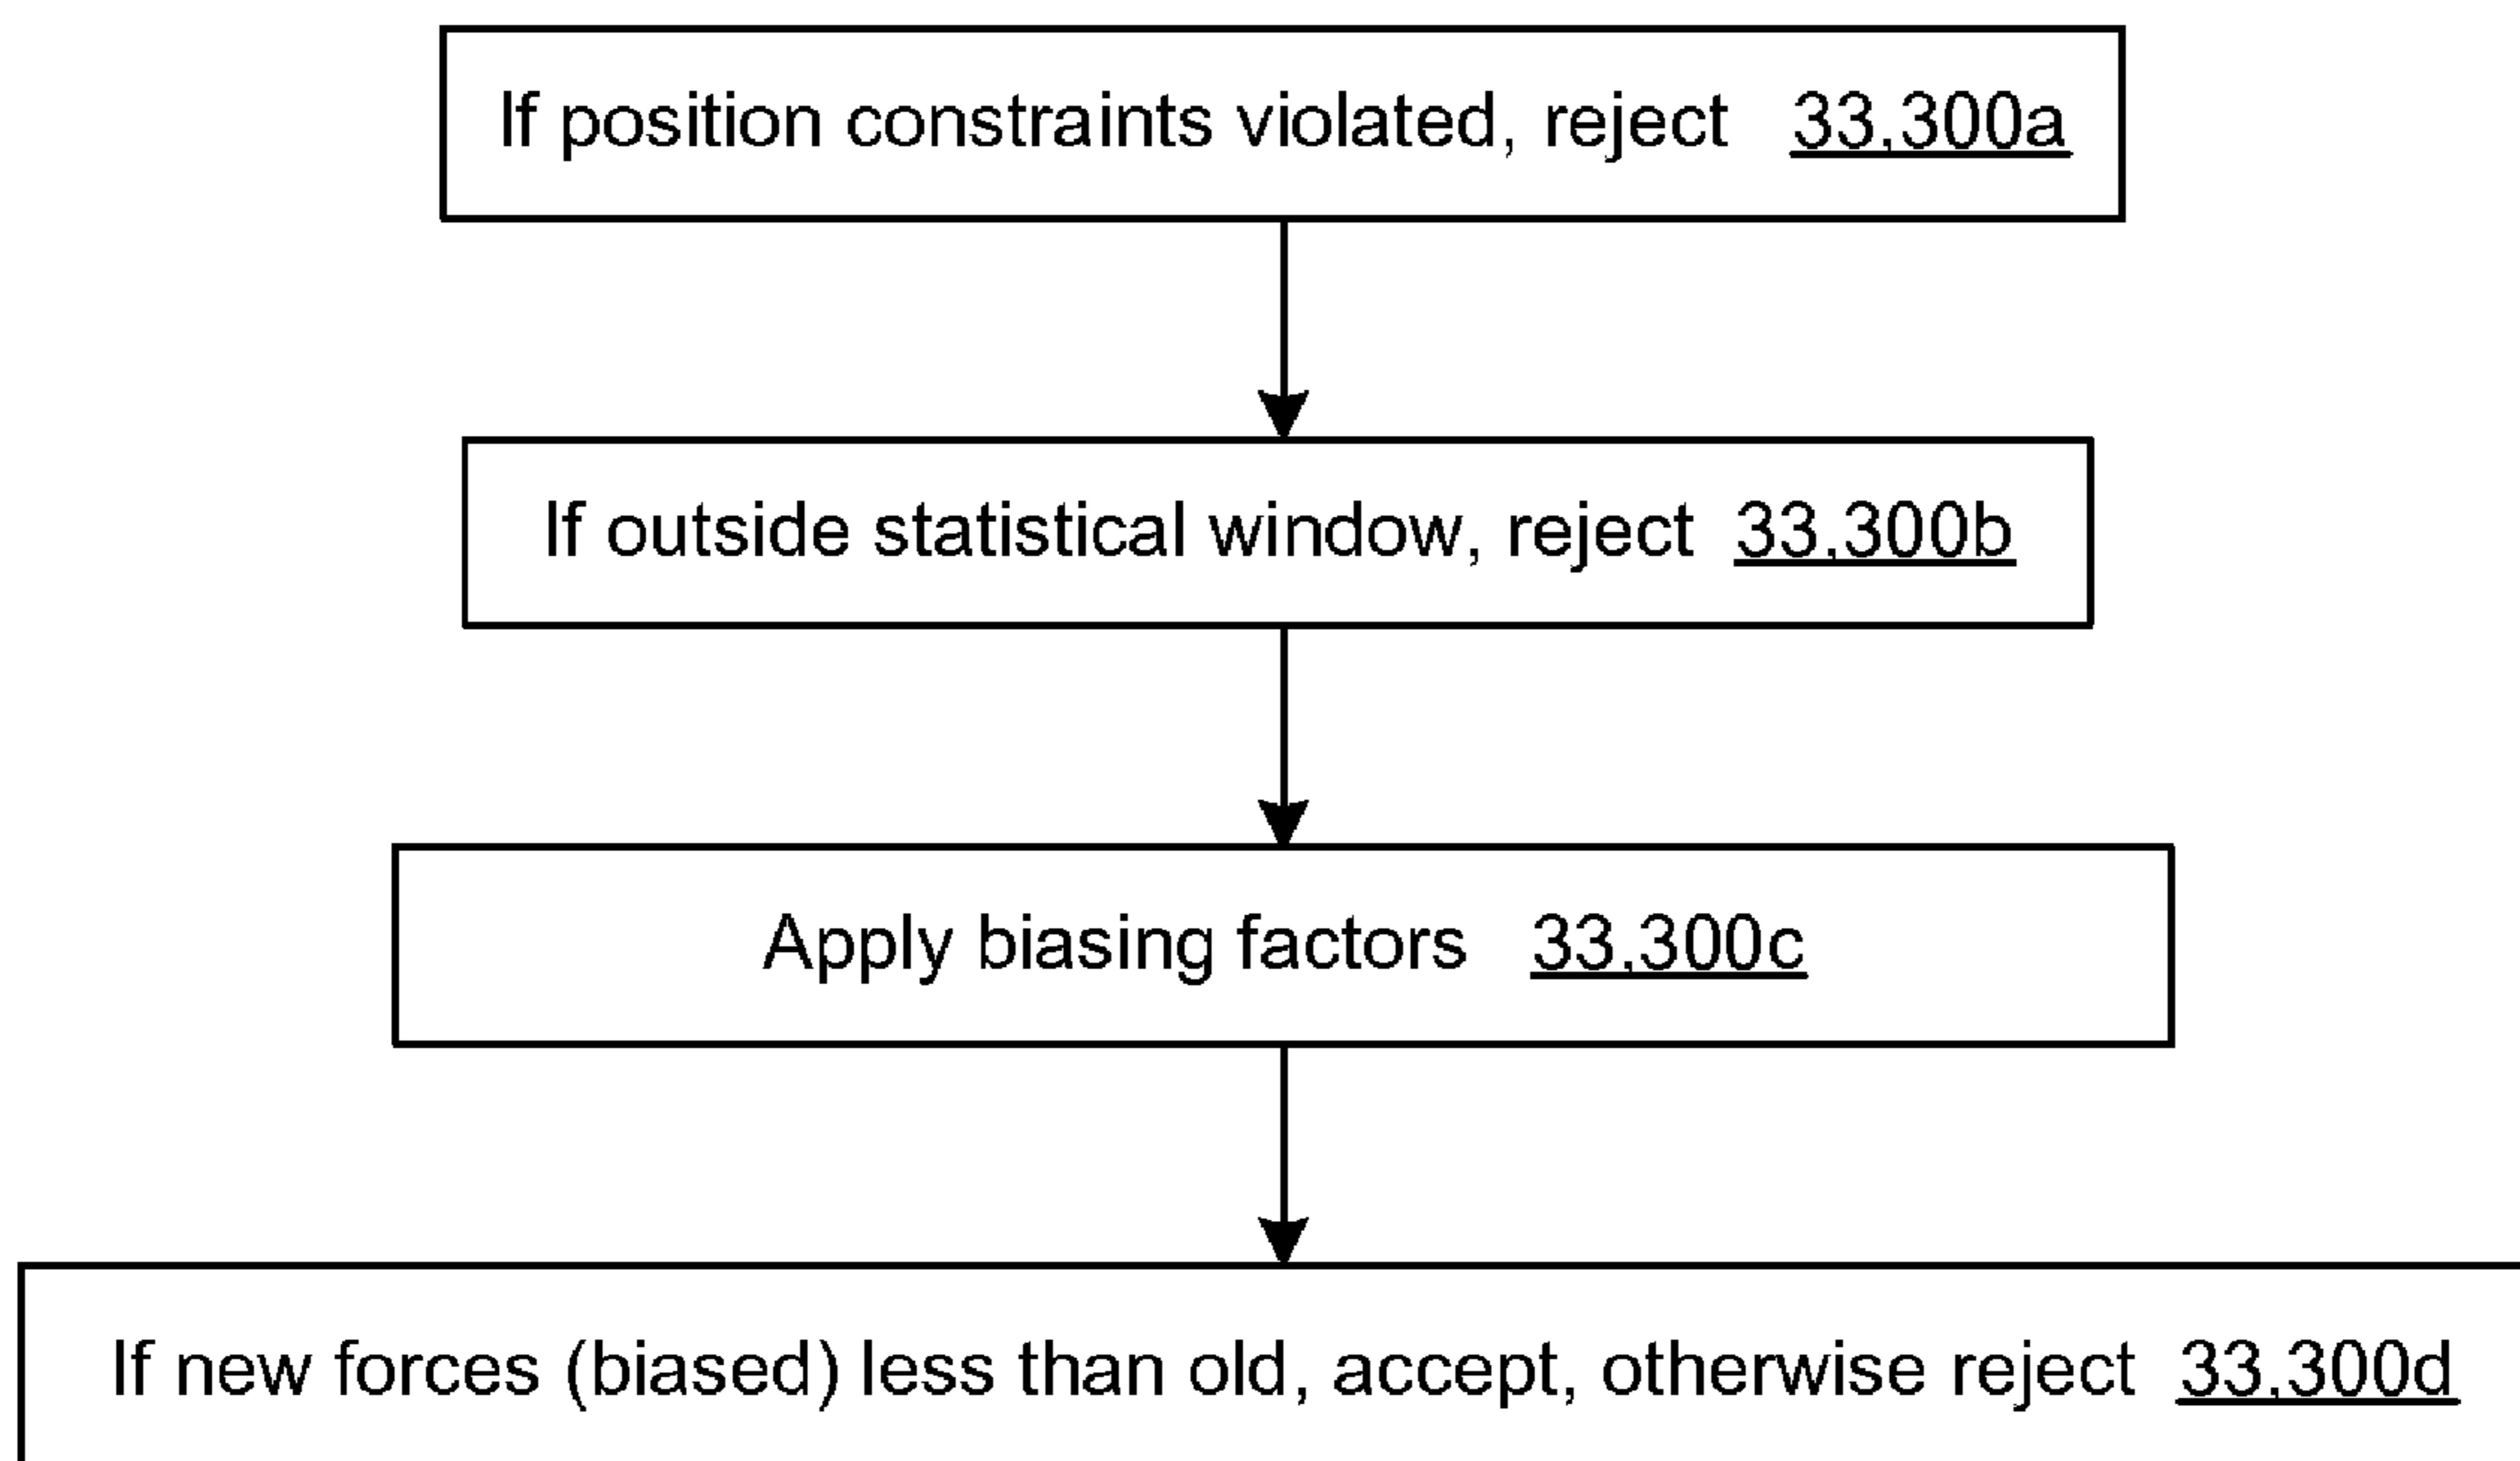 If position constraints violated, reject 33,300a
If outside statistical window, reject 33,300b
Apply biasing factors 33,300c
If new forces (biased) less than old, accept, otherwise reject 33,300d